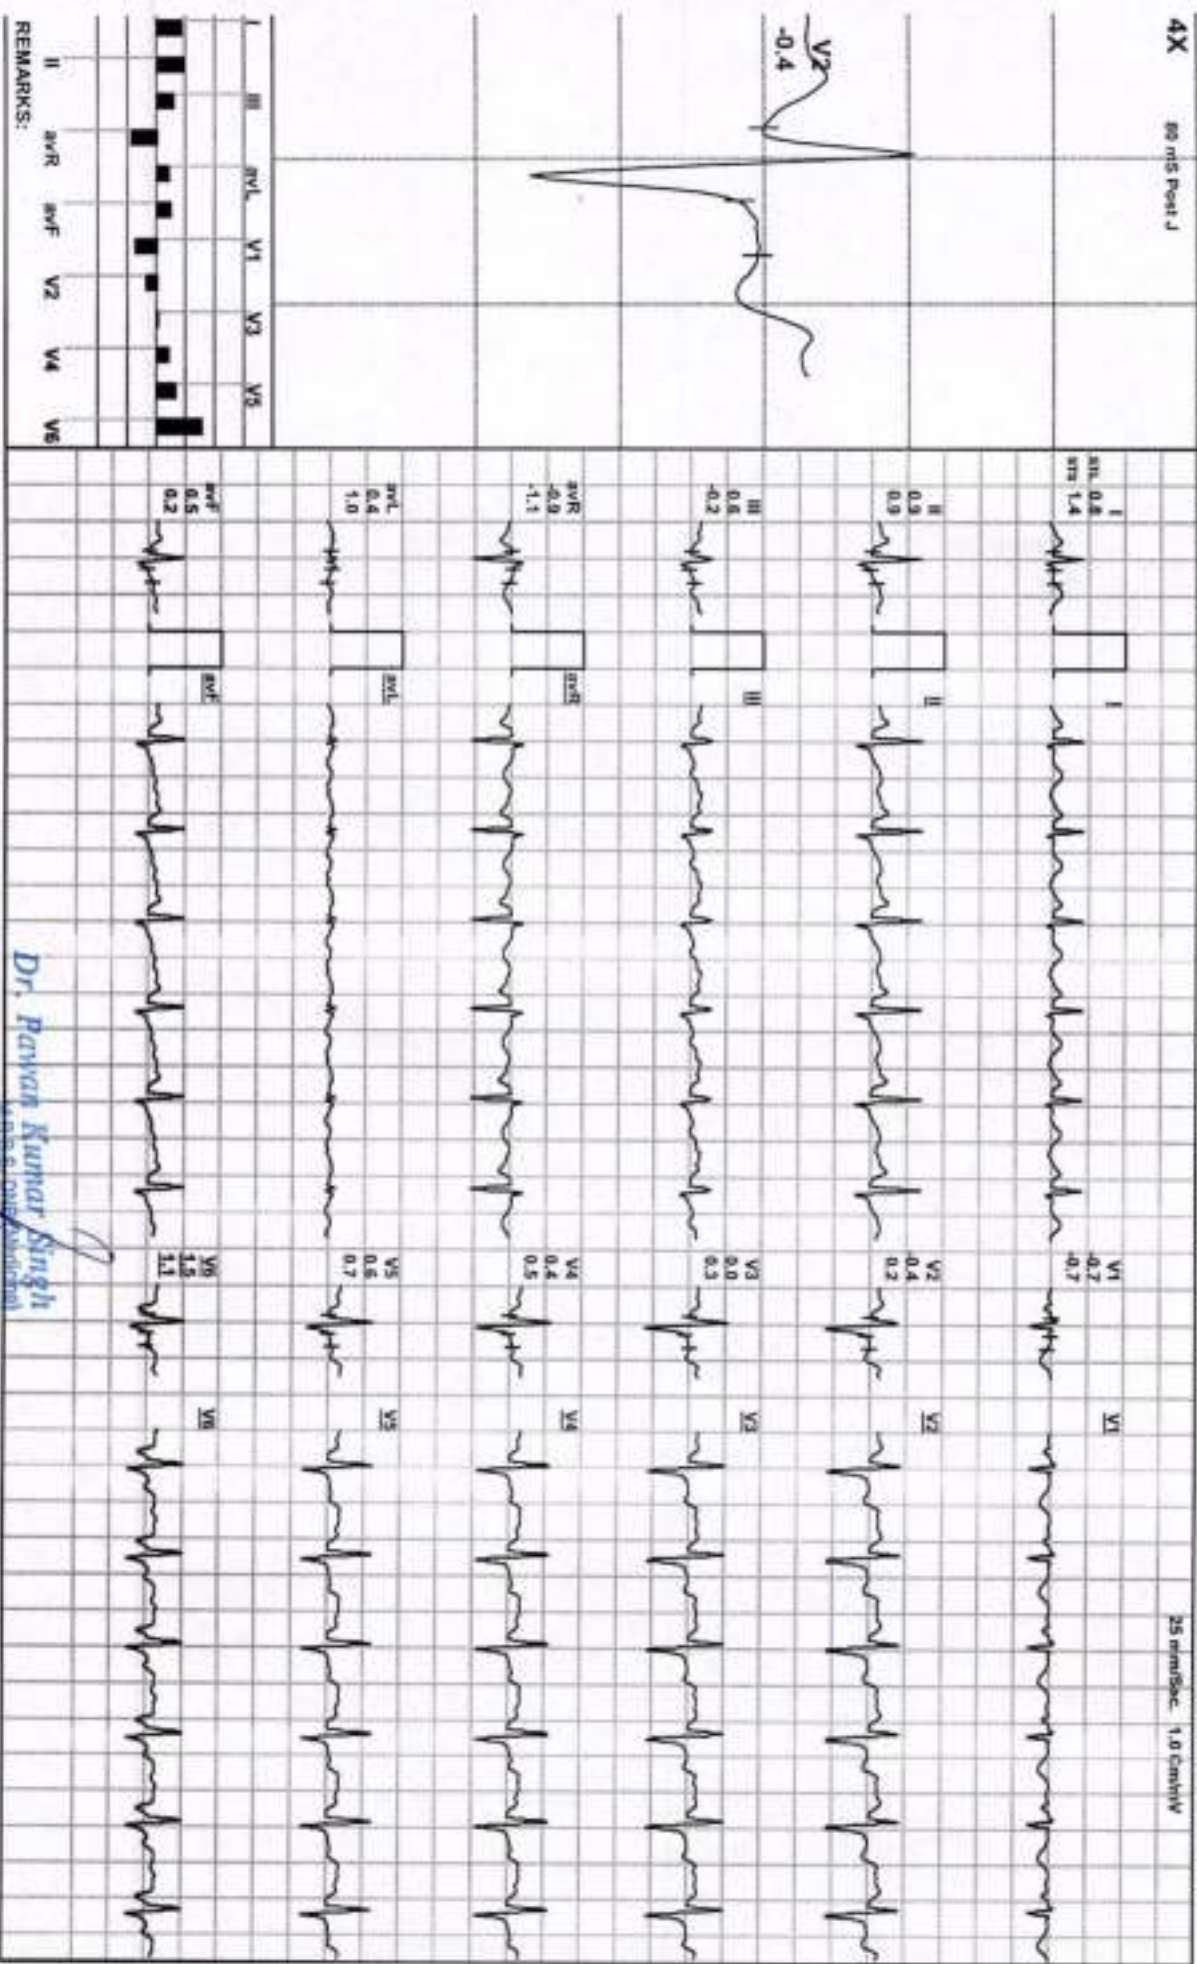 4X
80 mS Post J
25 mm/Sec. 1.0 Cm/mV
V2
-0.4
I
STL 0.8
STS 1.4
I
V1
-0.7
-0.7
V1
II
0.9
0.9
II
V2
-0.4
0.2
V2
III
0.6
-0.2
III
V3
0.0
0.3
V3
avR
-0.9
-1.1
avR
V4
0.4
0.5
V4
avL
0.4
1.0
avL
V5
0.6
0.7
V5
avF
0.5
0.2
avF
V6
1.5
1.1
V6
I III avL V1 V3 V5
II avR avF V2 V4 V6
REMARKS:
Dr. Pawan Kumar Singh